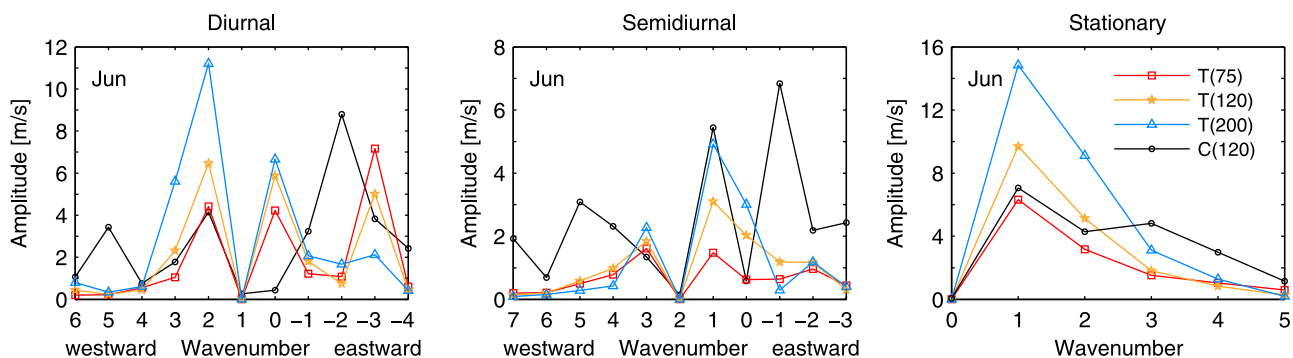 Diurnal
Amplitude [m/s]
12
10
8
6
4
2
0
Jun
6 5 4 3 2 1 0 −1 −2 −3 −4
westward Wavenumber eastward
Semidiurnal
Amplitude [m/s]
8
6
4
2
0
Jun
7 6 5 4 3 2 1 0 −1 −2 −3
westward Wavenumber eastward
Stationary
Amplitude [m/s]
16
12
8
4
0
Jun
T(75)
T(120)
T(200)
C(120)
0 1 2 3 4 5
Wavenumber